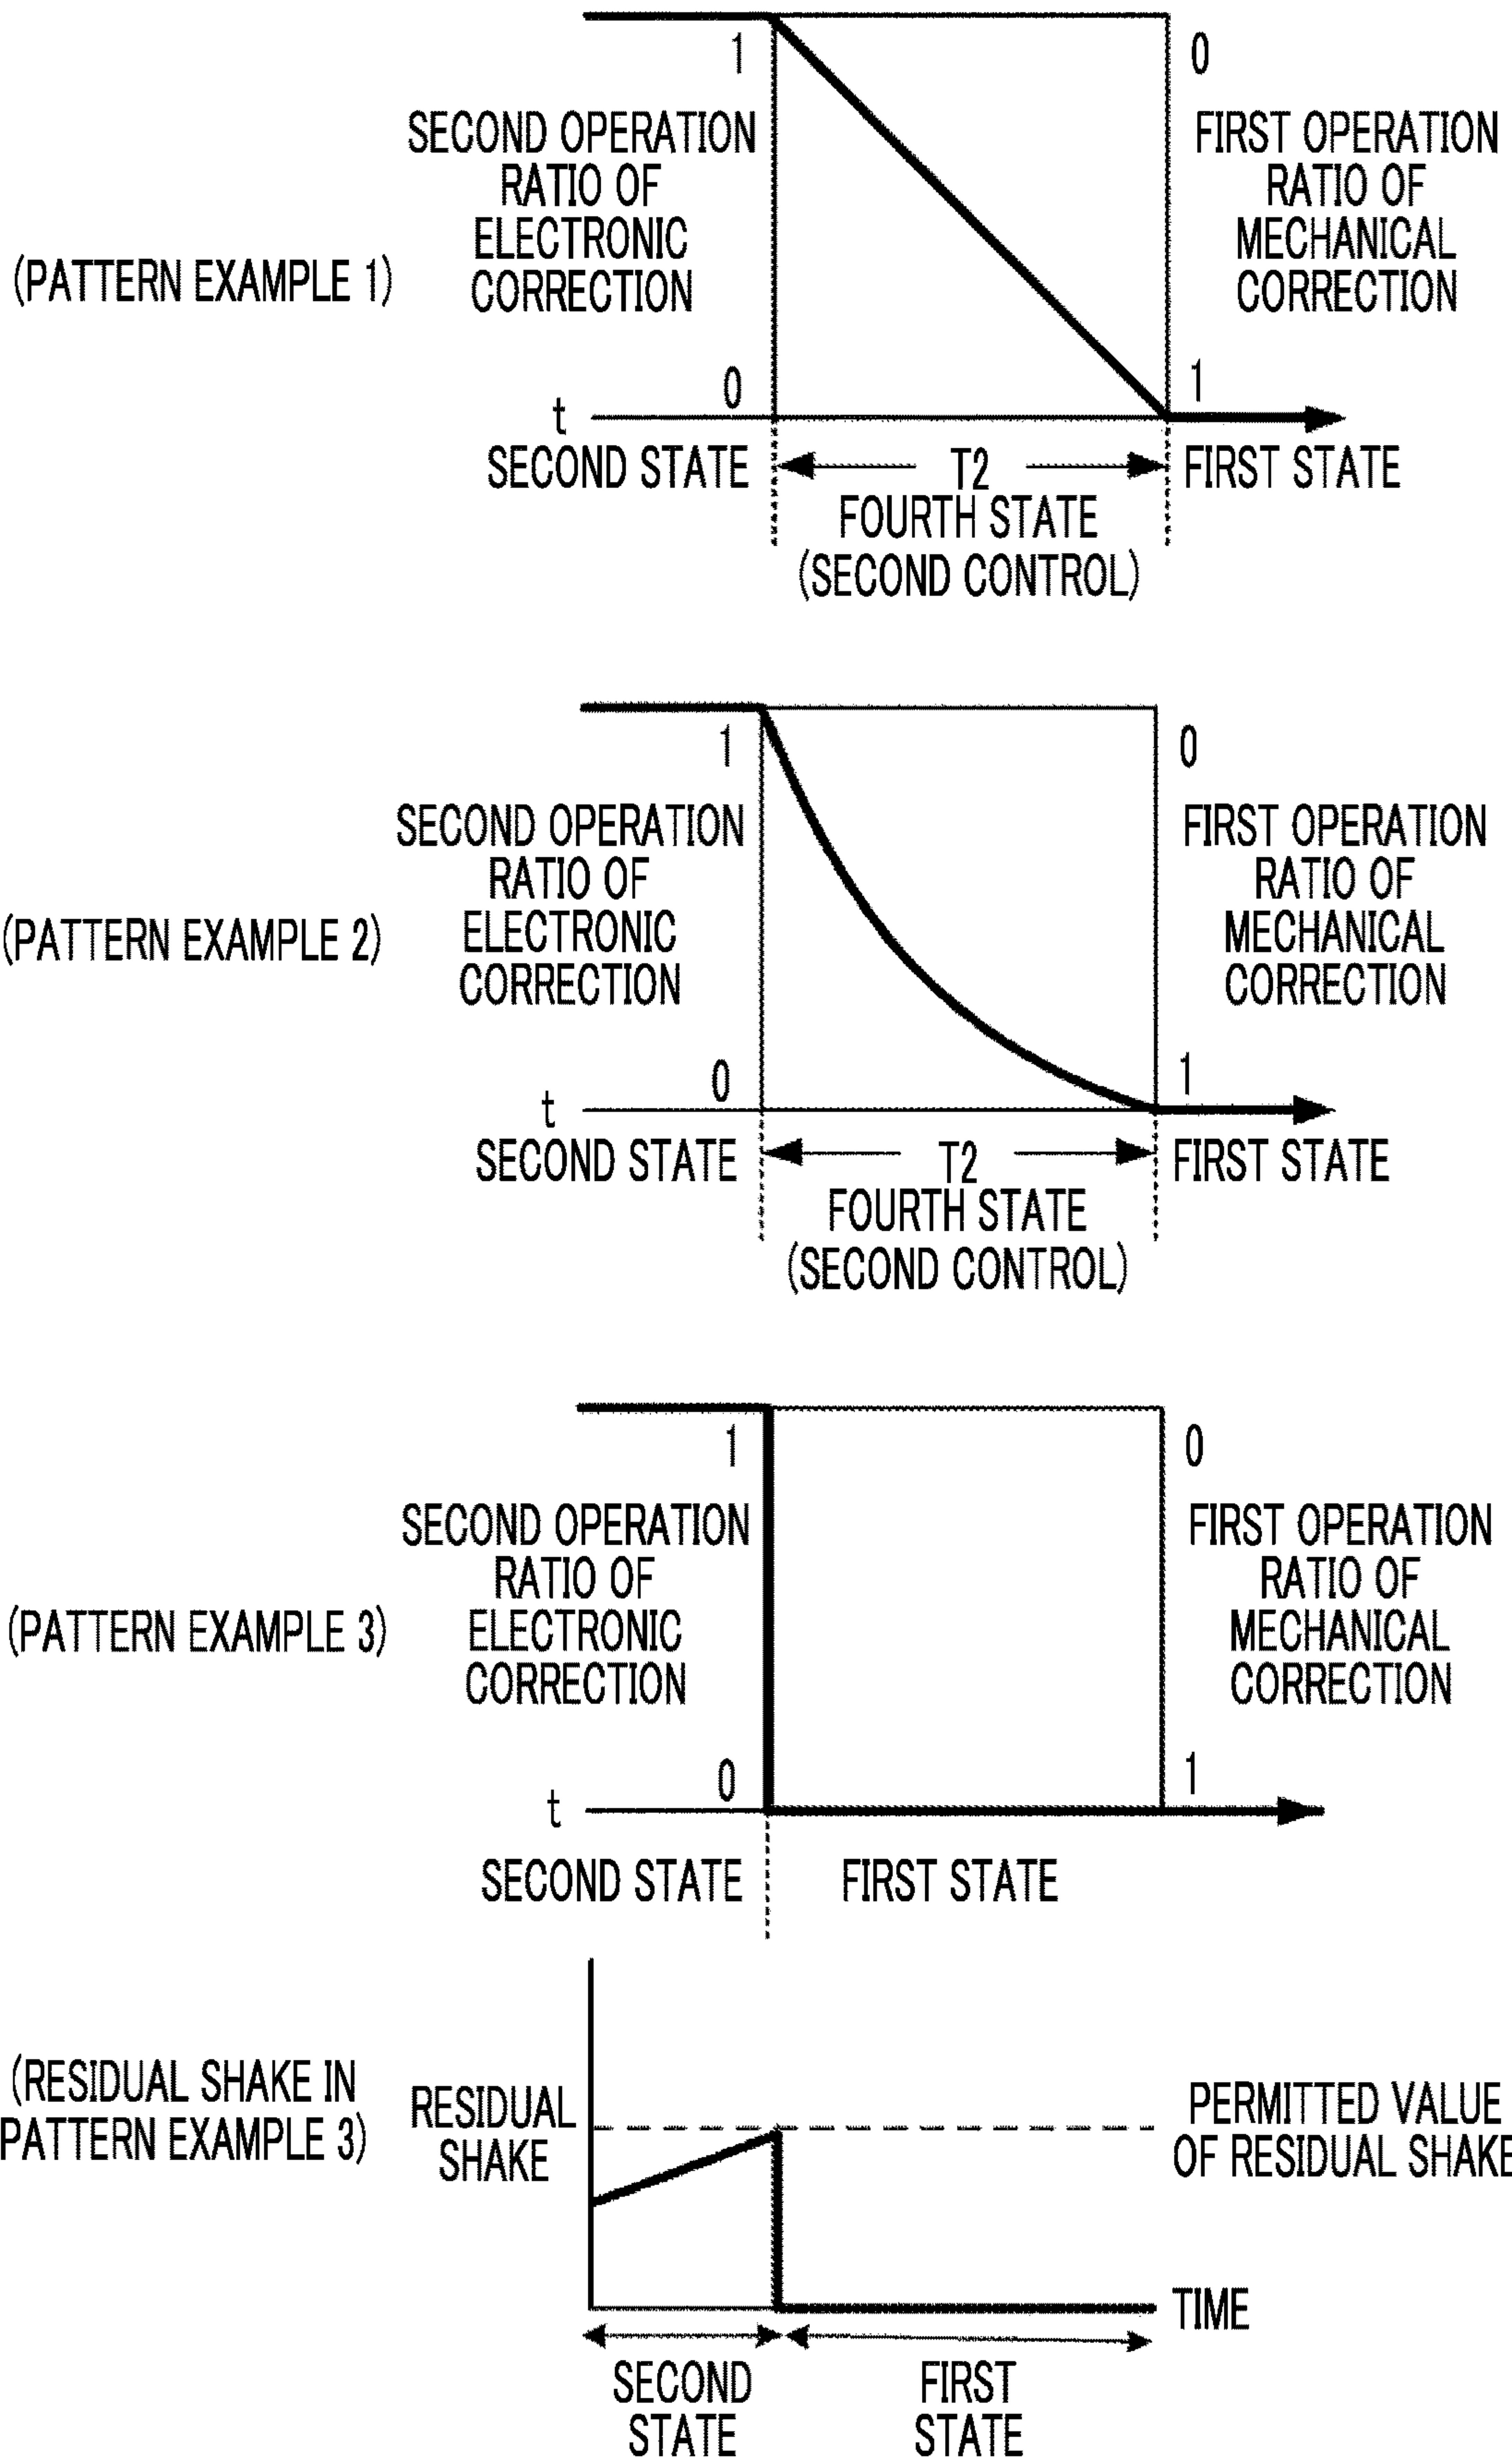 1
0
SECOND OPERATION
RATIO OF
ELECTRONIC
CORRECTION
FIRST OPERATION
RATIO OF
MECHANICAL
CORRECTION
(PATTERN EXAMPLE 1)
0
1
t
SECOND STATE
T2
FIRST STATE
FOURTH STATE
(SECOND CONTROL)
1
0
SECOND OPERATION
RATIO OF
ELECTRONIC
CORRECTION
FIRST OPERATION
RATIO OF
MECHANICAL
CORRECTION
(PATTERN EXAMPLE 2)
0
1
t
SECOND STATE
T2
FIRST STATE
FOURTH STATE
(SECOND CONTROL)
1
0
SECOND OPERATION
RATIO OF
ELECTRONIC
CORRECTION
FIRST OPERATION
RATIO OF
MECHANICAL
CORRECTION
(PATTERN EXAMPLE 3)
0
1
t
SECOND STATE
FIRST STATE
(RESIDUAL SHAKE IN
PATTERN EXAMPLE 3)
RESIDUAL
SHAKE
PERMITTED VALUE
OF RESIDUAL SHAKE
TIME
SECOND
STATE
FIRST
STATE